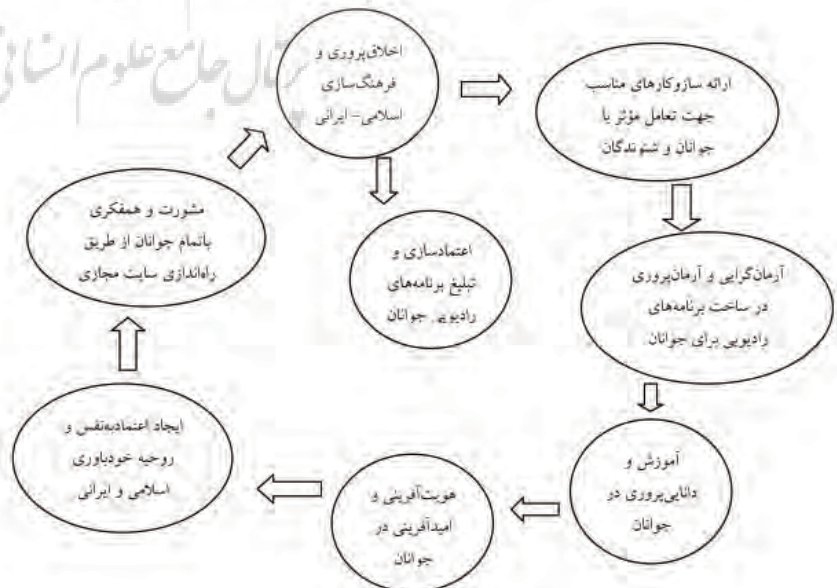 پرتال جامع علوم انسانی
اخلاق‌پروری و
فرهنگ‌سازی
اسلامی- ایرانی
ارائه سازوکارهای مناسب
جهت تعامل مؤثر با
جوانان و شنوندگان
آرمان‌گرایی و آرمان‌پروری
در ساخت برنامه‌های
رادیویی برای جوانان
آموزش و
دانایی‌پروری در
جوانان
هویت‌آفرینی و
امیدآفرینی در
جوانان
ایجاد اعتمادبه‌نفس و
روحیه خودباوری
اسلامی و ایرانی
مشورت و همفکری
باتمام جوانان از طریق
راه‌اندازی سایت مجازی
اعتمادسازی و
تبلیغ برنامه‌های
رادیویی جوانان